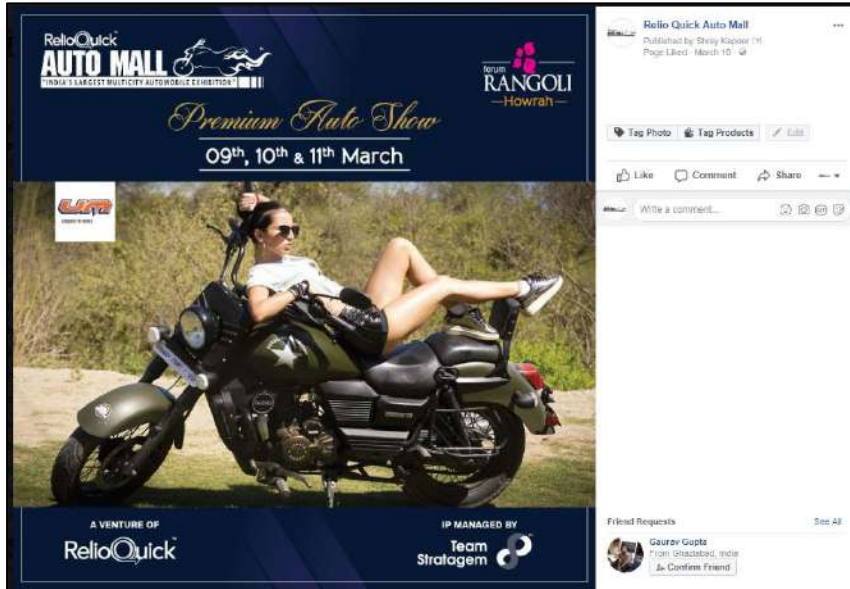 RelioQuick
AUTO MALL
"INDIA'S LARGEST MULTICITY AUTOMOBILE EXHIBITION"
forum
RANGOLI
Howrah
Premium Auto Show
09th, 10th & 11th March
UM
A VENTURE OF
RelioQuick
IP MANAGED BY
Team
Stratagem
Relio Quick Auto Mall
Published by Shray Kapoor
Page Liked · March 10
Tag Photo
Tag Products
Edit
Like
Comment
Share
Write a comment...
Friend Requests
See All
Gaurav Gupta
From Ghaziabad, India
Confirm Friend